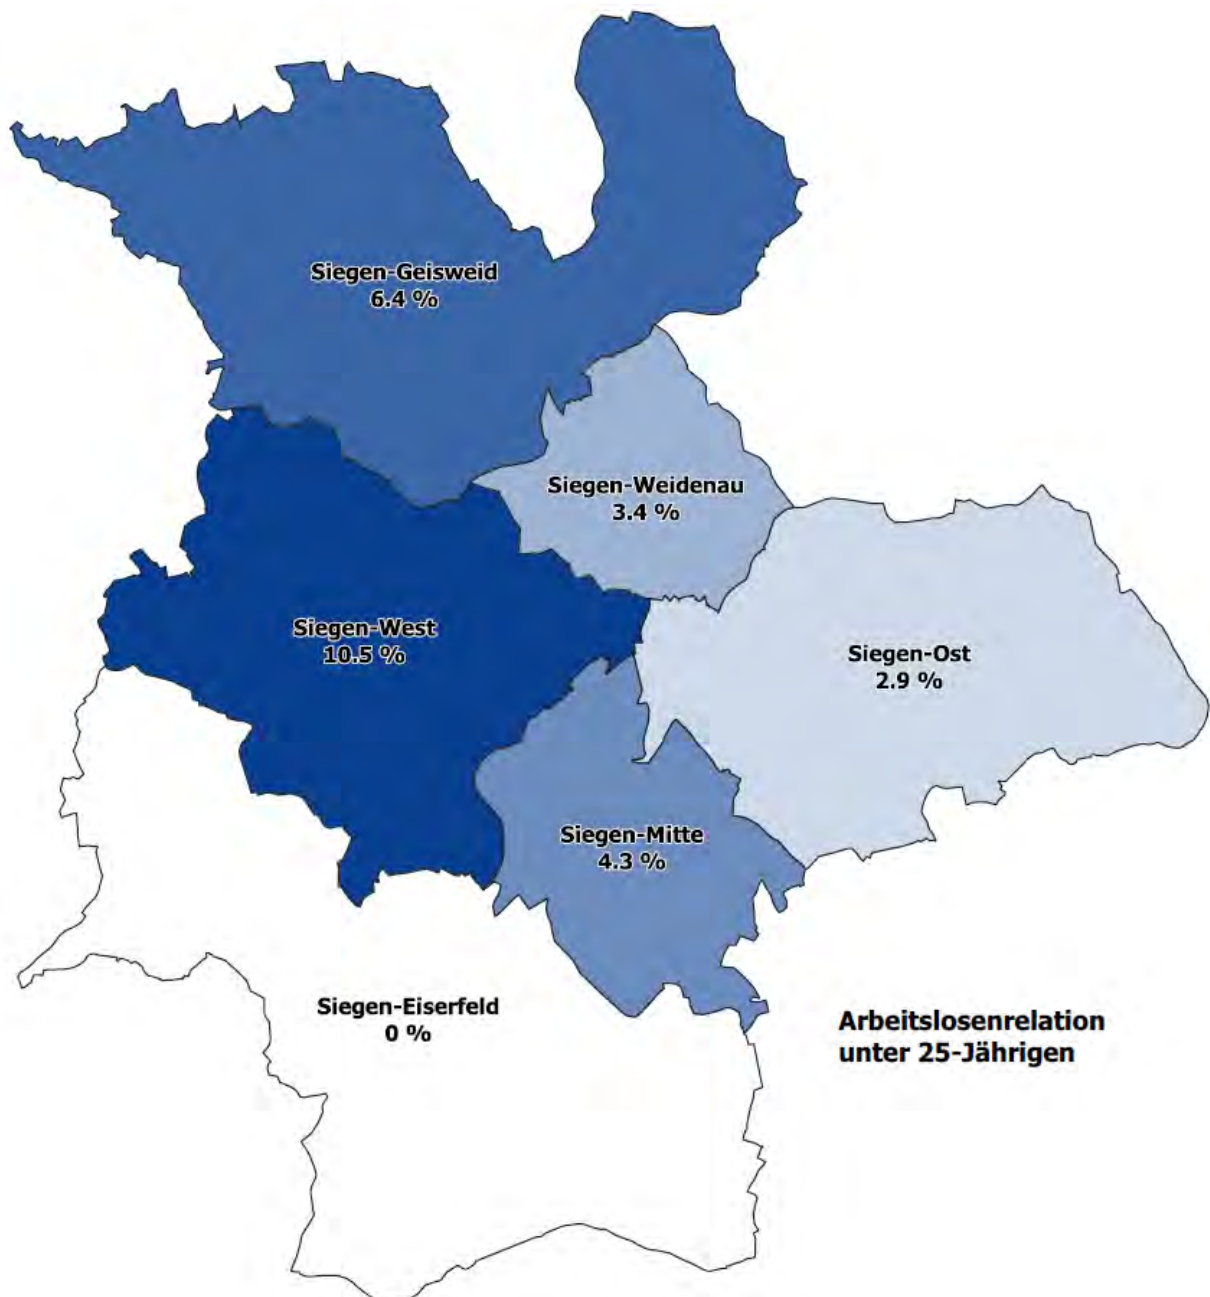 Siegen-Geisweid
6.4 %
Siegen-Weidenau
3.4 %
Siegen-West
10.5 %
Siegen-Ost
2.9 %
Siegen-Mitte
4.3 %
Siegen-Eiserfeld
0 %
Arbeitslosenrelation
unter 25-Jährigen